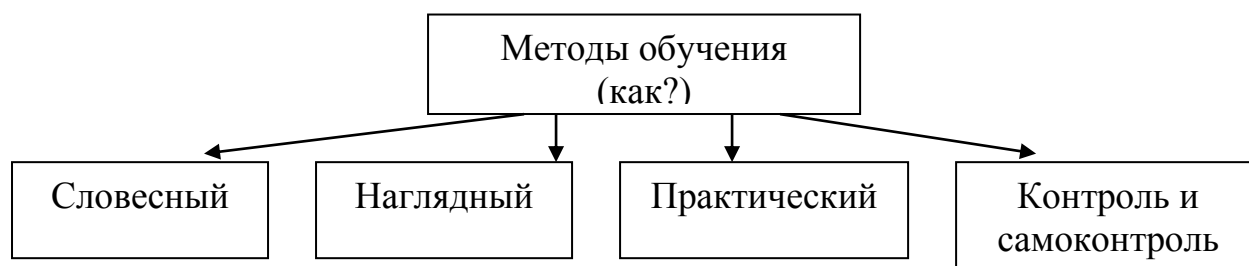 Методы обучения
(как?)
Словесный
Наглядный
Практический
Контроль и
самоконтроль